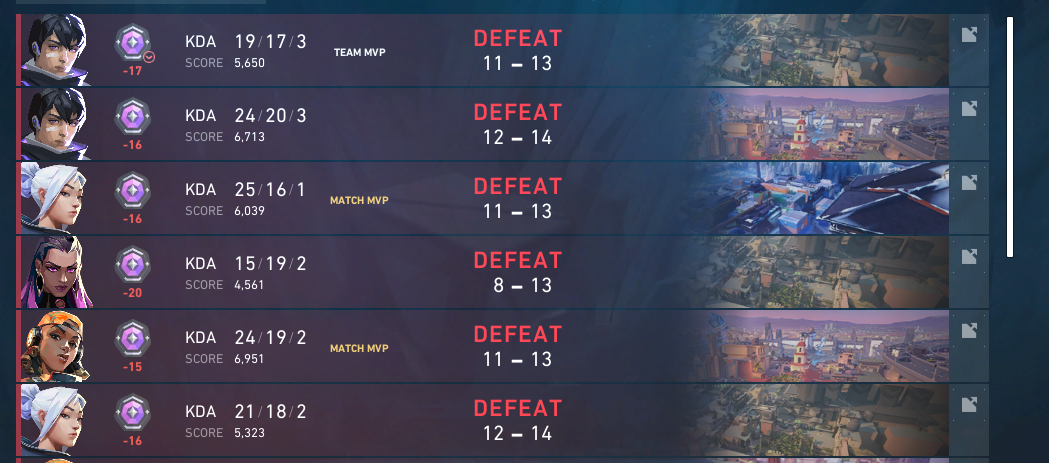 KDA 19/17/3 TEAM MVP DEFEAT
-17 SCORE 5,650 11 – 13
KDA 24/20/3 DEFEAT
-16 SCORE 6,713 12 – 14
KDA 25/16/1 MATCH MVP DEFEAT
-16 SCORE 6,039 11 – 13
KDA 15/19/2 DEFEAT
-20 SCORE 4,561 8 – 13
KDA 24/19/2 MATCH MVP DEFEAT
-15 SCORE 6,951 11 – 13
KDA 21/18/2 DEFEAT
-16 SCORE 5,323 12 – 14